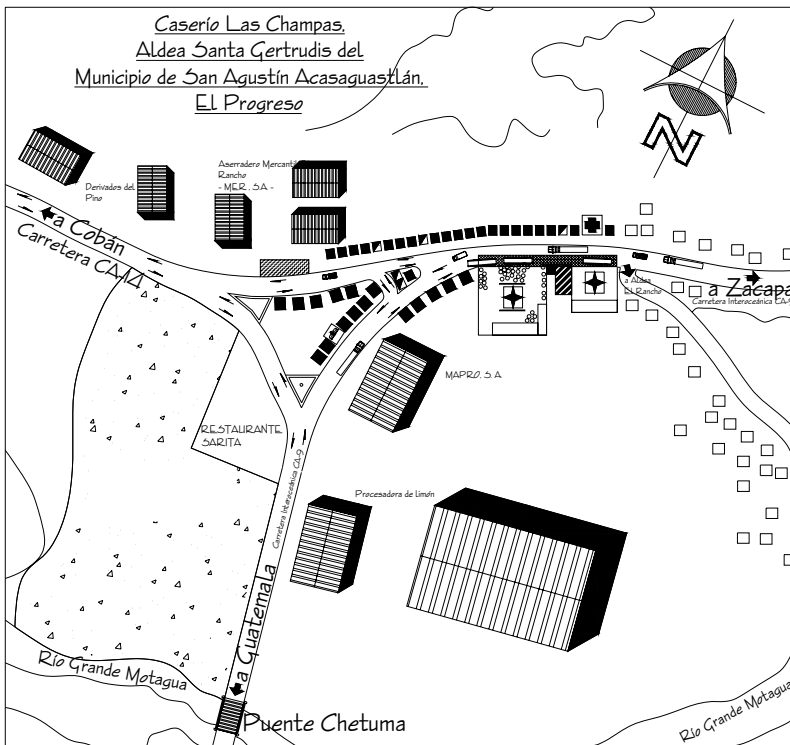 Caserío Las Champas,
Aldea Santa Gertrudis del
Municipio de San Agustín Acasaguastlán,
El Progreso
N
Aserradero Mercantil
Rancho
- MER . S.A -
Derivados del
Pino
a Cobán
Carretera CA-14
a Aldea
El Rancho
a Zacapa
Carretera Interoceánica CA-9
MAPRO, S. A
RESTAURANTE
SARITA
Carretera Interoceánica CA-9
Procesadora de limón
a Guatemala
Río Grande Motagua
Puente Chetuma
Río Grande Motagua